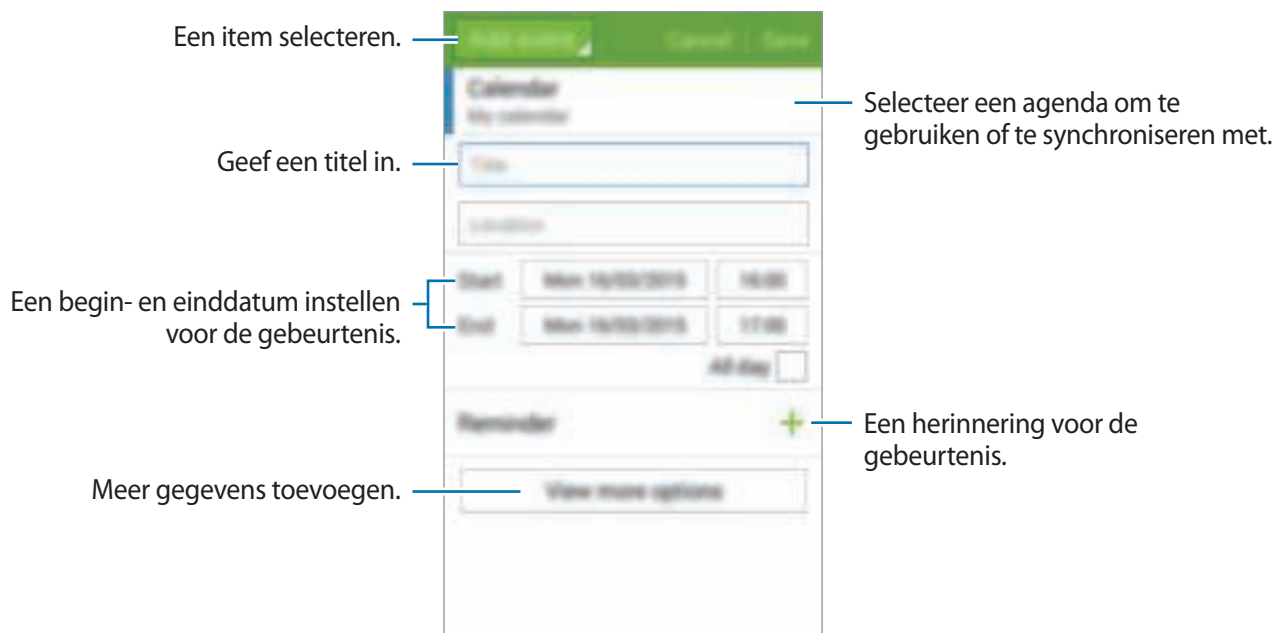 Een item selecteren.
Add event
Cancel
Save
Calendar
My calendar
Selecteer een agenda om te
gebruiken of te synchroniseren met.
Geef een titel in.
Title
Location
Een begin- en einddatum instellen
voor de gebeurtenis.
Start
Mon 16/03/2015
16:00
End
Mon 16/03/2015
17:00
All day
Reminder
Een herinnering voor de
gebeurtenis.
Meer gegevens toevoegen.
View more options